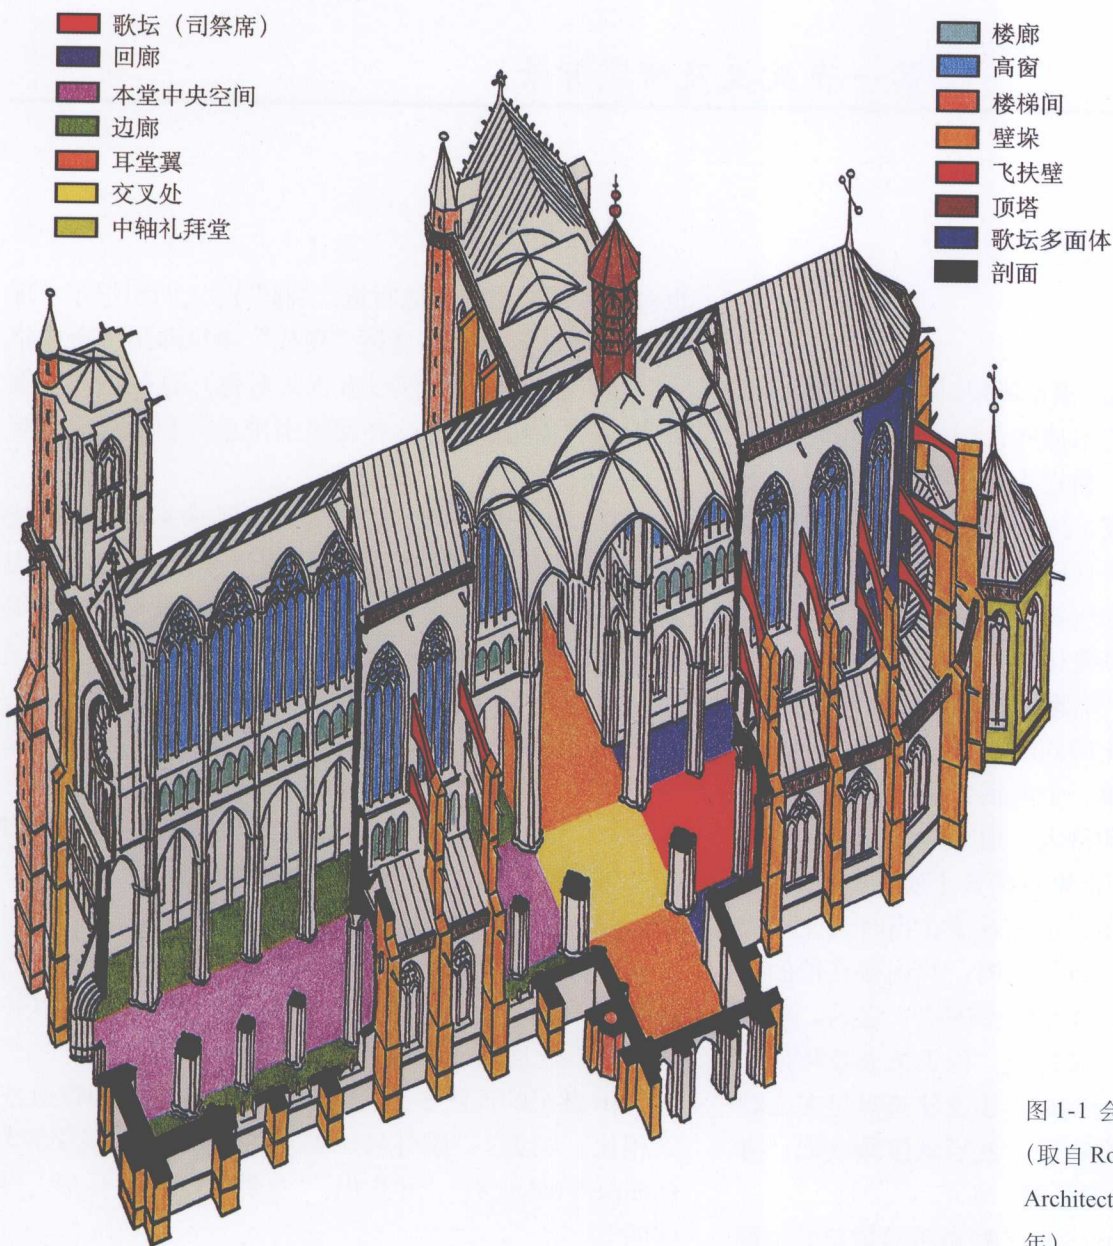 歌坛（司祭席）
回廊
本堂中央空间
边廊
耳堂翼
交叉处
中轴礼拜堂
楼廊
高窗
楼梯间
壁垛
飞扶壁
顶塔
歌坛多面体
剖面
图 1-1 会
（取自 Ro
Architect
年）